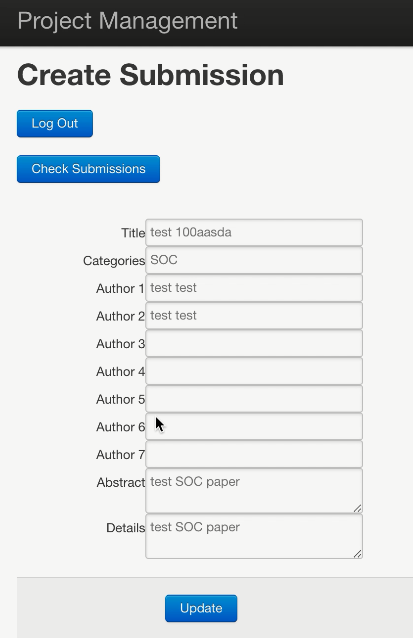 Project Management
Create Submission
Log Out
Check Submissions
Title test 100aasda
Categories SOC
Author 1 test test
Author 2 test test
Author 3
Author 4
Author 5
Author 6
Author 7
Abstract test SOC paper
Details test SOC paper
Update